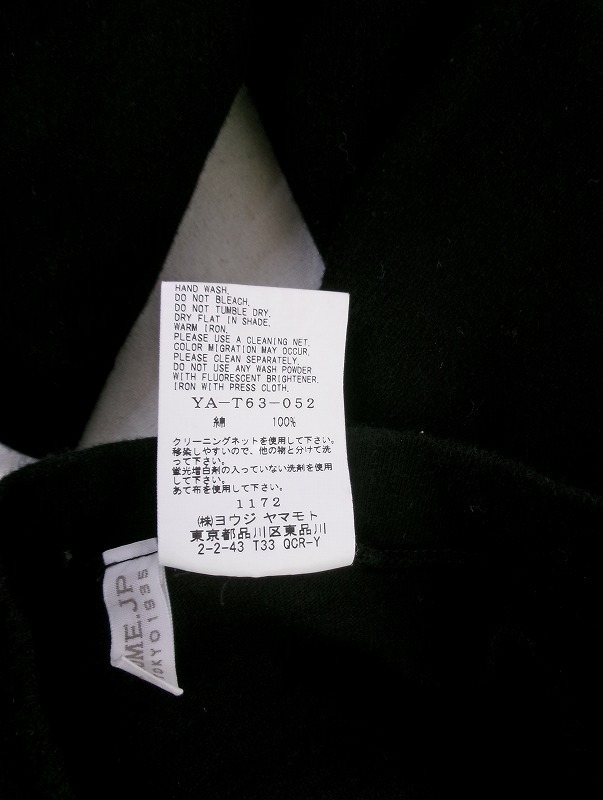 HAND WASH.
DO NOT BLEACH.
DO NOT TUMBLE DRY.
DRY FLAT IN SHADE.
WARM IRON.
PLEASE USE A CLEANING NET.
COLOR MIGRATION MAY OCCUR.
PLEASE CLEAN SEPARATELY.
DO NOT USE ANY WASH POWDER
WITH FLUORESCENT BRIGHTENER.
IRON WITH PRESS CLOTH.
YA-T63-052
綿 100%
クリーニングネットを使用して下さい。
移染しやすいので、他の物と分けて洗
って下さい。
蛍光増白剤の入っていない洗剤を使用
して下さい。
あて布を使用して下さい。
1172
㈱ヨウジ ヤマモト
東京都品川区東品川
2-2-43 T33 QCR-Y
OME.JP
TOKYO 1995